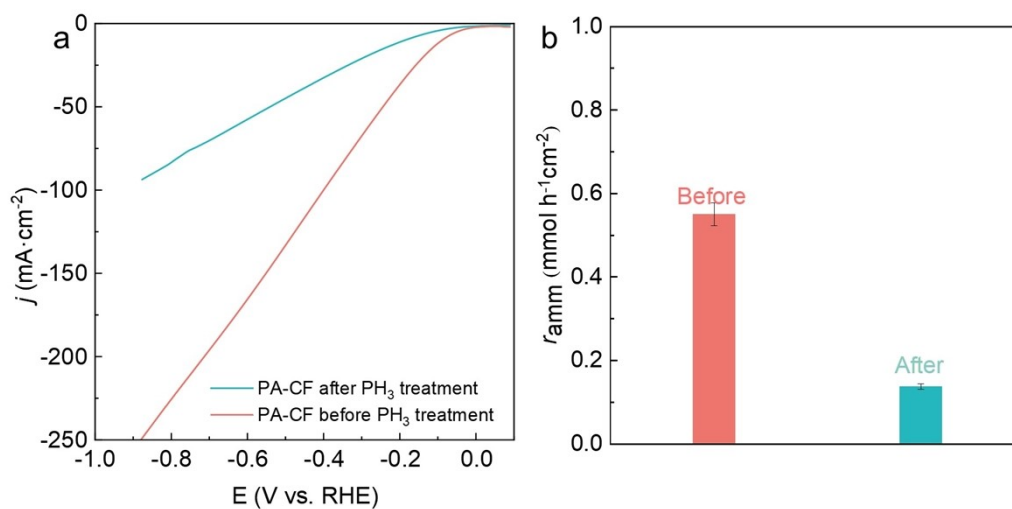 a
0
-50
-100
-150
-200
-250
j (mA·cm⁻²)
PA-CF after PH₃ treatment
PA-CF before PH₃ treatment
-1.0 -0.8 -0.6 -0.4 -0.2 0.0
E (V vs. RHE)
b
1.0
0.8
0.6
0.4
0.2
0.0
r_amm (mmol h⁻¹cm⁻²)
Before
After